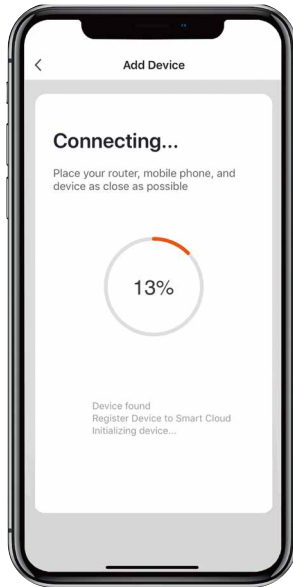 Add Device
Connecting...
Place your router, mobile phone, and
device as close as possible
13%
Device found
Register Device to Smart Cloud
Initializing device...